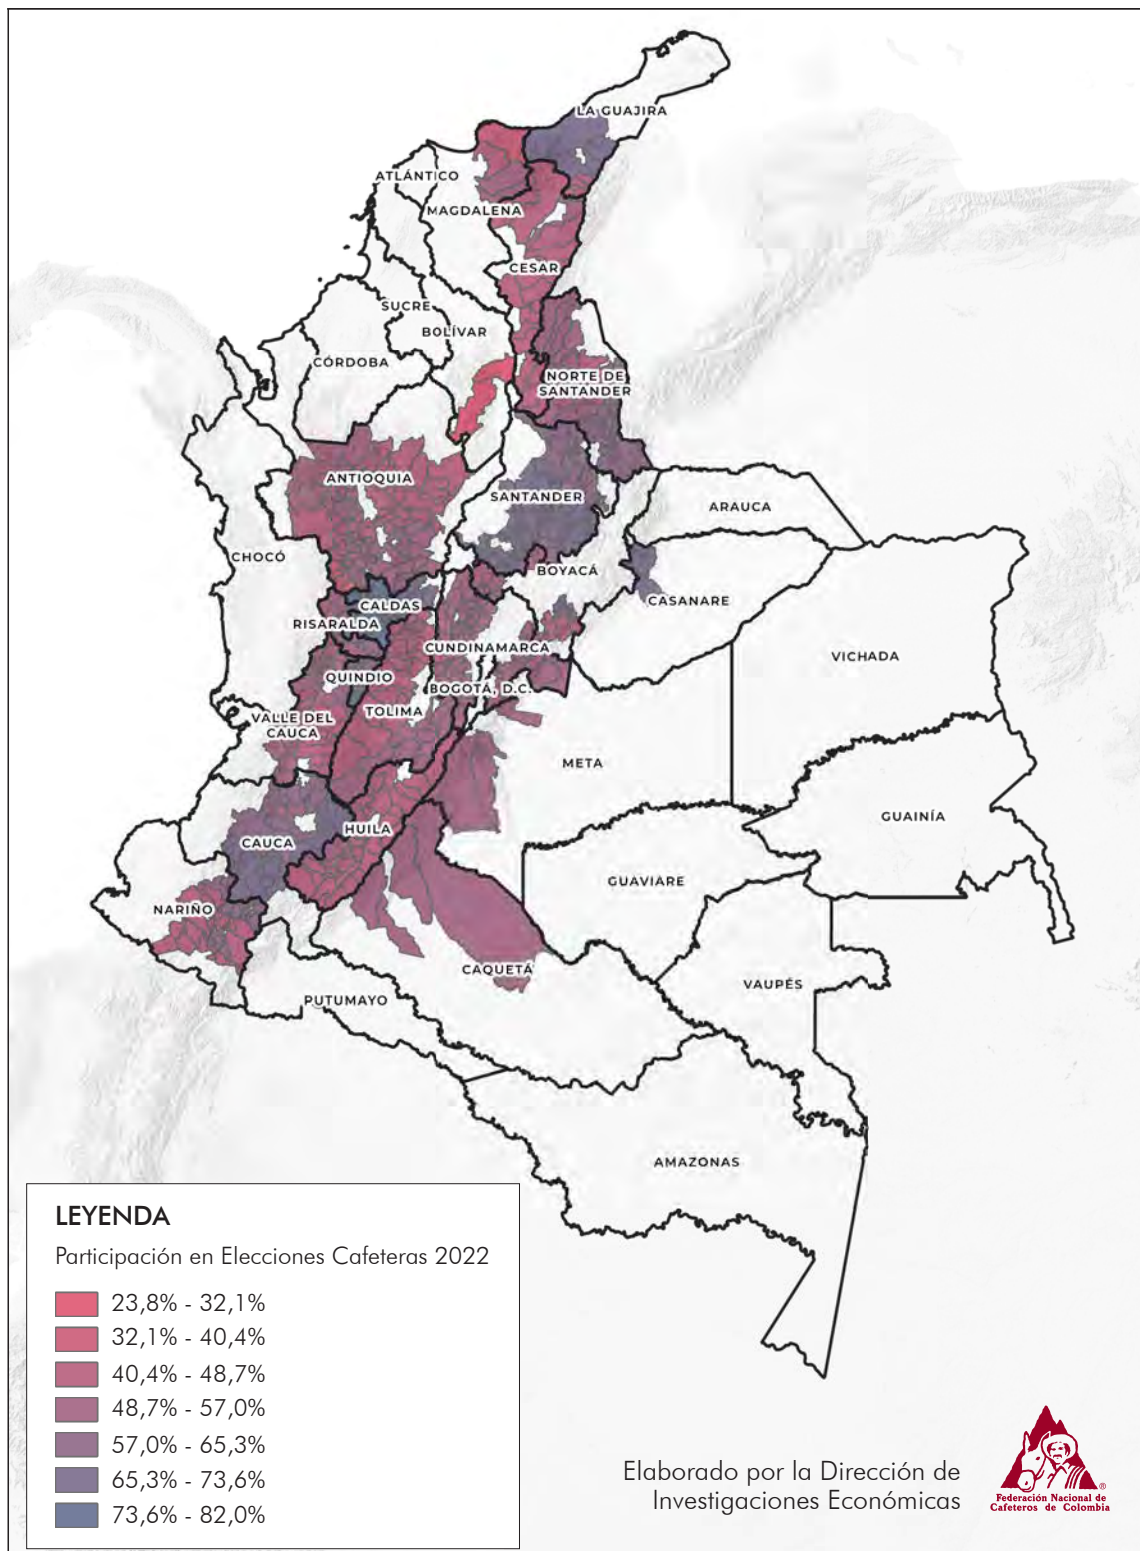 LA GUAJIRA
ATLÁNTICO
MAGDALENA
CESAR
SUCRE
BOLÍVAR
CÓRDOBA
NORTE DE
SANTANDER
ANTIOQUIA
SANTANDER
ARAUCA
CHOCÓ
BOYACÁ
CASANARE
CALDAS
RISARALDA
CUNDINAMARCA
VICHADA
QUINDIO
BOGOTÁ, D.C.
TOLIMA
VALLE DEL
CAUCA
META
GUAINÍA
HUILA
CAUCA
GUAVIARE
NARIÑO
CAQUETÁ
VAUPÉS
PUTUMAYO
AMAZONAS
LEYENDA
Participación en Elecciones Cafeteras 2022
23,8% - 32,1%
32,1% - 40,4%
40,4% - 48,7%
48,7% - 57,0%
57,0% - 65,3%
65,3% - 73,6%
73,6% - 82,0%
Elaborado por la Dirección de
Investigaciones Económicas
®
Federación Nacional de
Cafeteros de Colombia